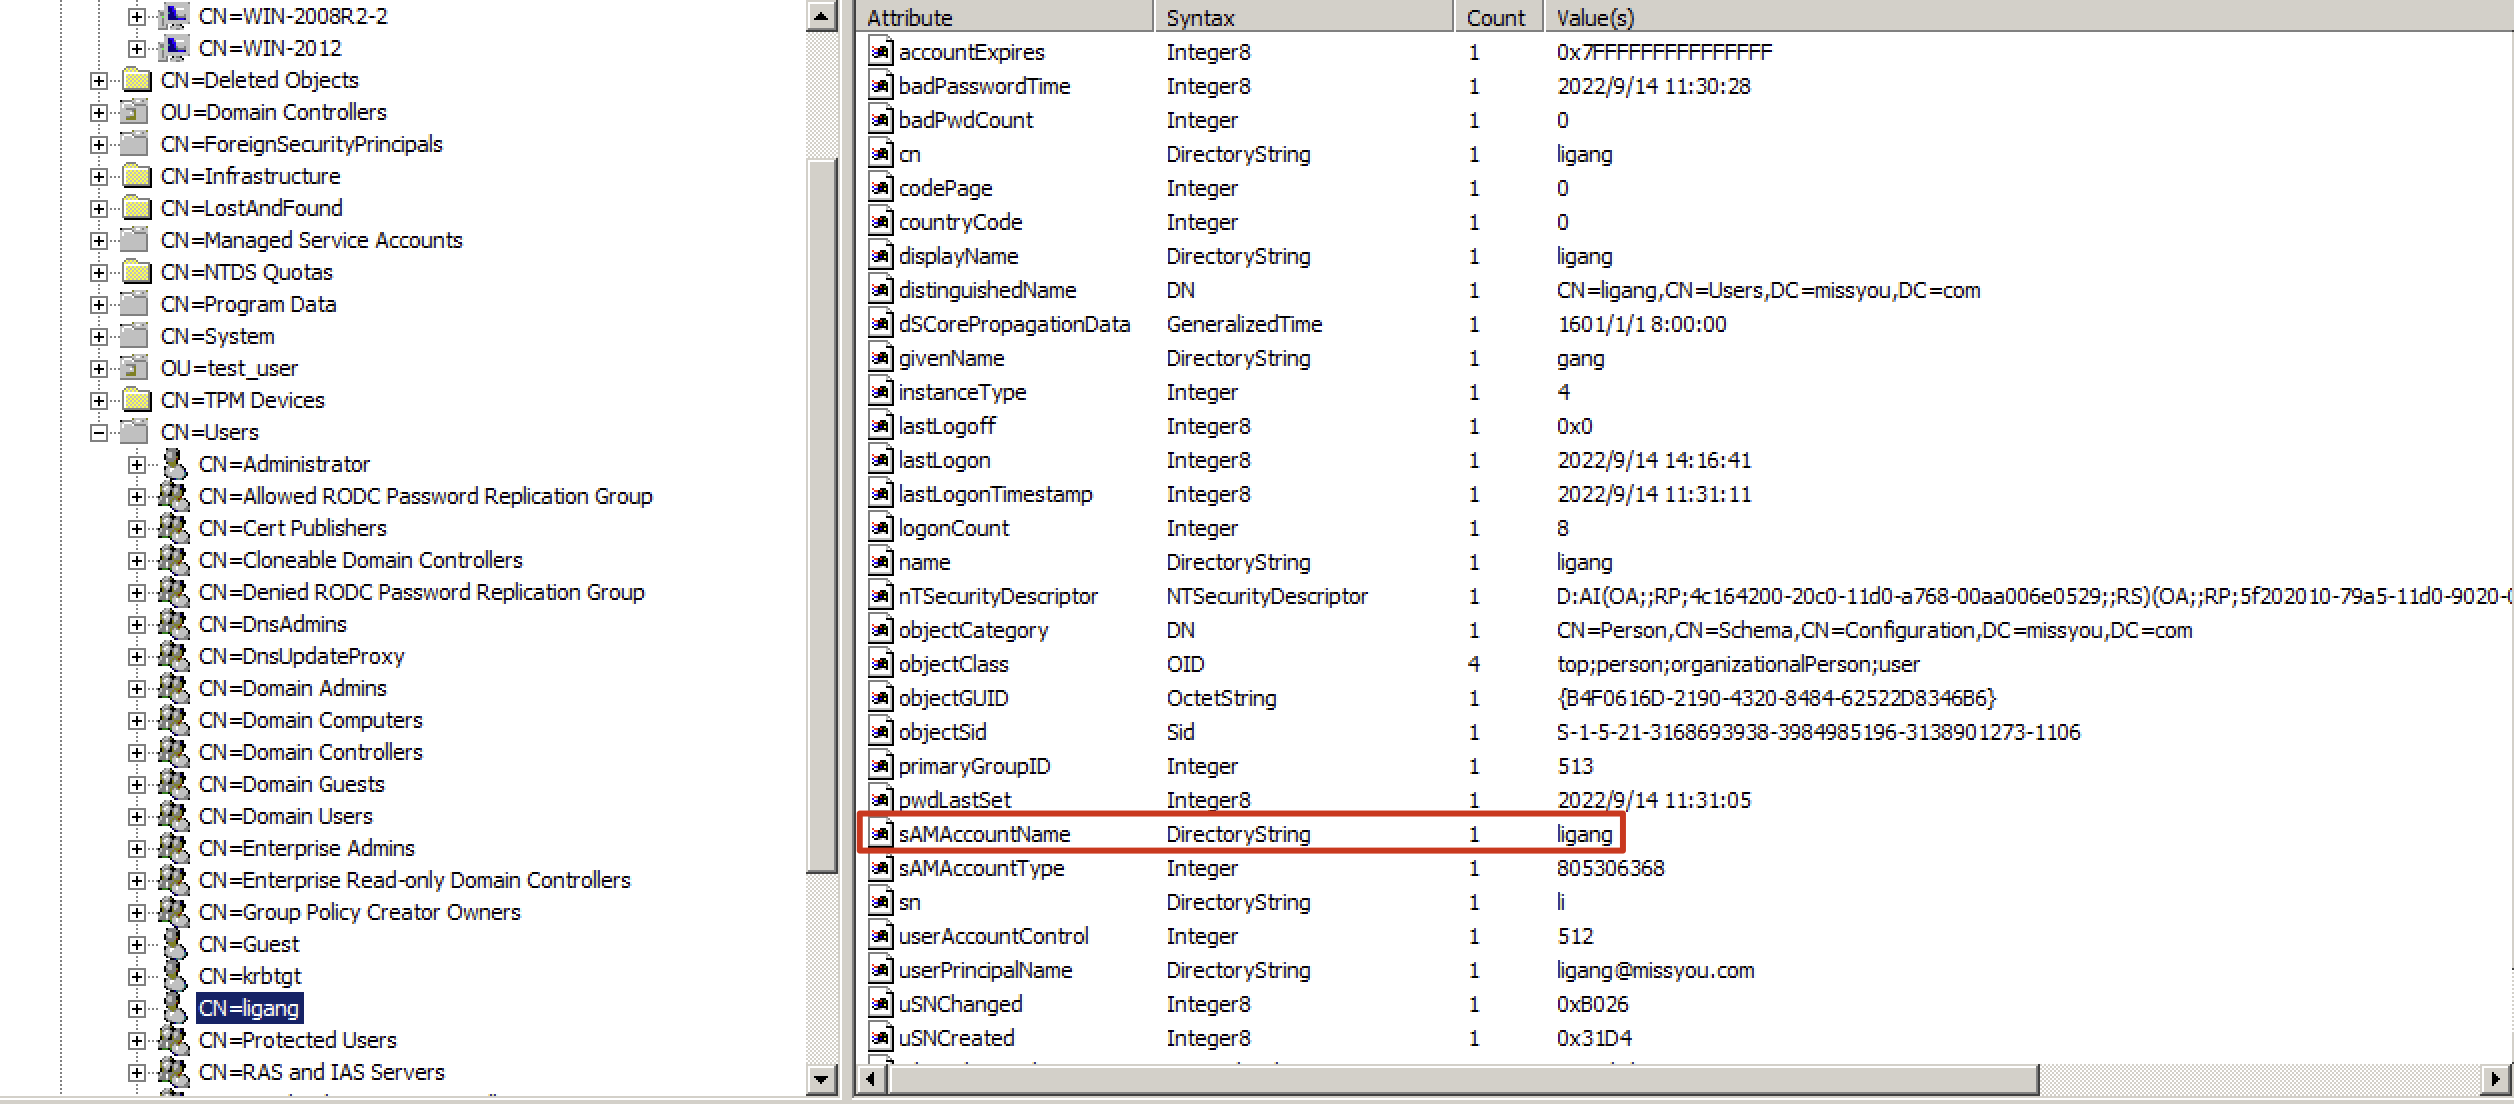 CN=WIN-2008R2-2
CN=WIN-2012
CN=Deleted Objects
OU=Domain Controllers
CN=ForeignSecurityPrincipals
CN=Infrastructure
CN=LostAndFound
CN=Managed Service Accounts
CN=NTDS Quotas
CN=Program Data
CN=System
OU=test_user
CN=TPM Devices
CN=Users
CN=Administrator
CN=Allowed RODC Password Replication Group
CN=Cert Publishers
CN=Cloneable Domain Controllers
CN=Denied RODC Password Replication Group
CN=DnsAdmins
CN=DnsUpdateProxy
CN=Domain Admins
CN=Domain Computers
CN=Domain Controllers
CN=Domain Guests
CN=Domain Users
CN=Enterprise Admins
CN=Enterprise Read-only Domain Controllers
CN=Group Policy Creator Owners
CN=Guest
CN=krbtgt
CN=ligang
CN=Protected Users
CN=RAS and IAS Servers
Attribute Syntax Count Value(s)
accountExpires Integer8 1 0x7FFFFFFFFFFFFFFF
badPasswordTime Integer8 1 2022/9/14 11:30:28
badPwdCount Integer 1 0
cn DirectoryString 1 ligang
codePage Integer 1 0
countryCode Integer 1 0
displayName DirectoryString 1 ligang
distinguishedName DN 1 CN=ligang,CN=Users,DC=missyou,DC=com
dSCorePropagationData GeneralizedTime 1 1601/1/1 8:00:00
givenName DirectoryString 1 gang
instanceType Integer 1 4
lastLogoff Integer8 1 0x0
lastLogon Integer8 1 2022/9/14 14:16:41
lastLogonTimestamp Integer8 1 2022/9/14 11:31:11
logonCount Integer 1 8
name DirectoryString 1 ligang
nTSecurityDescriptor NTSecurityDescriptor 1 D:AI(OA;;RP;4c164200-20c0-11d0-a768-00aa006e0529;;RS)(OA;;RP;5f202010-79a5-11d0-9020-
objectCategory DN 1 CN=Person,CN=Schema,CN=Configuration,DC=missyou,DC=com
objectClass OID 4 top;person;organizationalPerson;user
objectGUID OctetString 1 {B4F0616D-2190-4320-8484-62522D8346B6}
objectSid Sid 1 S-1-5-21-3168693938-3984985196-3138901273-1106
primaryGroupID Integer 1 513
pwdLastSet Integer8 1 2022/9/14 11:31:05
sAMAccountName DirectoryString 1 ligang
sAMAccountType Integer 1 805306368
sn DirectoryString 1 li
userAccountControl Integer 1 512
userPrincipalName DirectoryString 1 ligang@missyou.com
uSNChanged Integer8 1 0xB026
uSNCreated Integer8 1 0x31D4